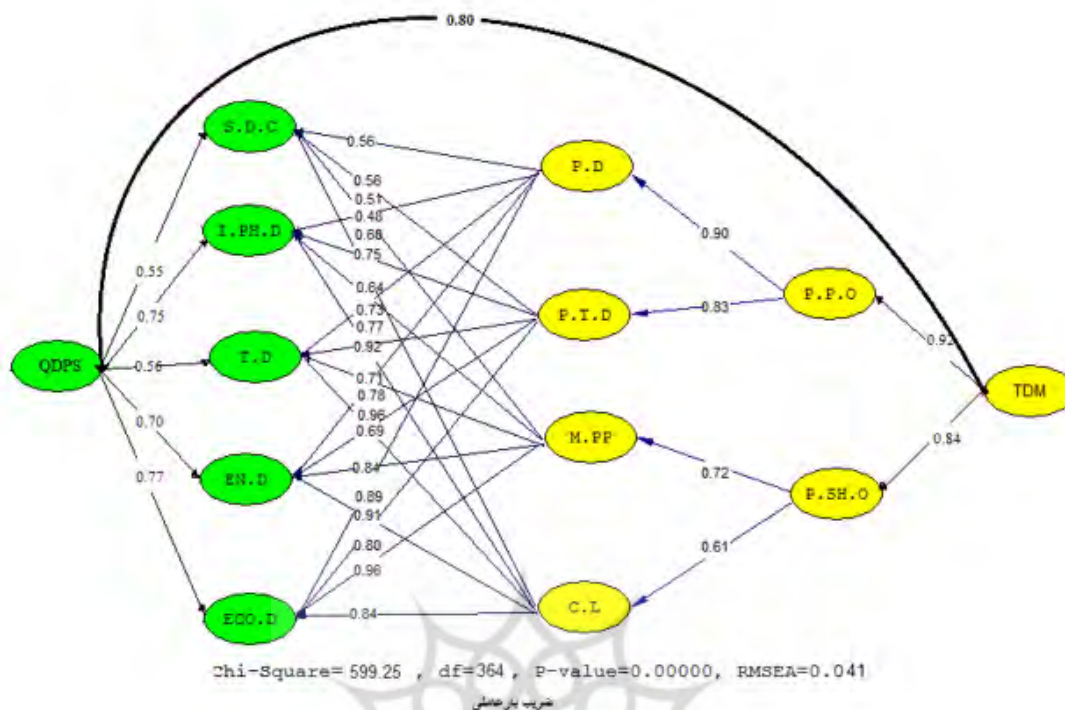 0.80
S.D.C
0.56
P.D
0.56
0.51
0.48
0.60
I.PH.D
0.75
0.90
0.55
0.64
P.P.O
0.75
0.73
P.T.D
0.83
0.77
0.92
0.92
QDPS
0.56
T.D
0.71
TDM
0.78
0.96
0.70
0.69
M.PP
0.84
0.77
EN.D
0.84
0.72
0.89
P.SH.O
0.91
0.61
0.80
0.96
ECO.D
0.84
C.L
Chi-Square=599.25 , df=364, P-value=0.00000, RMSEA=0.041
ضریب بارعاملی